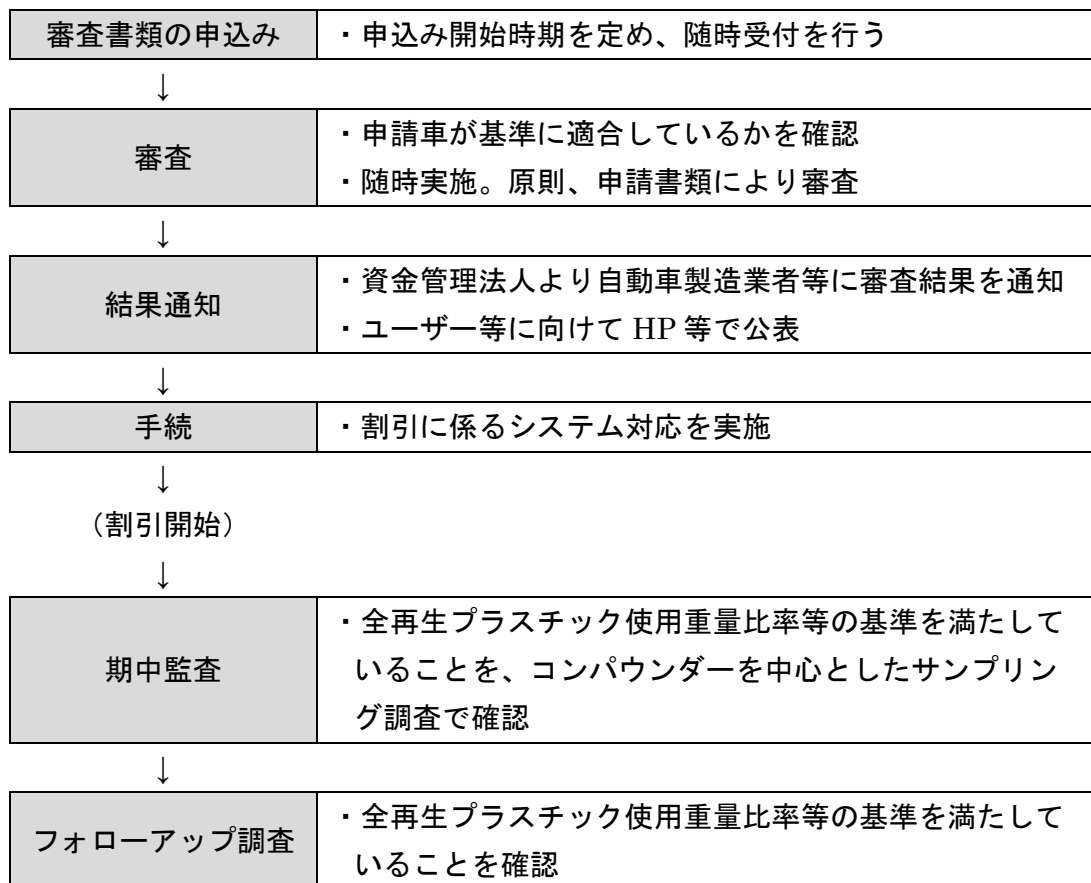 審査書類の申込み
・申込み開始時期を定め、随時受付を行う
↓
審査
・申請車が基準に適合しているかを確認
・随時実施。原則、申請書類により審査
↓
結果通知
・資金管理法人より自動車製造業者等に審査結果を通知
・ユーザー等に向けて HP 等で公表
↓
手続
・割引に係るシステム対応を実施
↓
（割引開始）
↓
期中監査
・全再生プラスチック使用重量比率等の基準を満たして
いることを、コンパウンダーを中心としたサンプリン
グ調査で確認
↓
フォローアップ調査
・全再生プラスチック使用重量比率等の基準を満たして
いることを確認